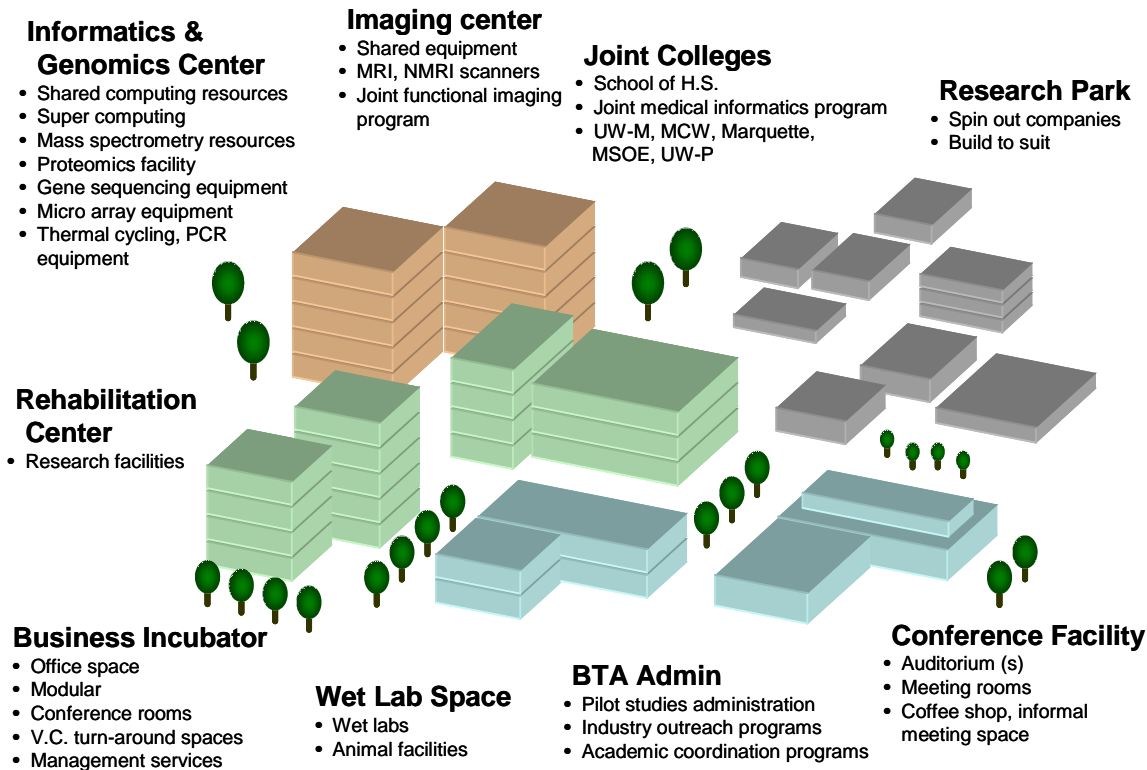 Informatics &
Genomics Center
• Shared computing resources
• Super computing
• Mass spectrometry resources
• Proteomics facility
• Gene sequencing equipment
• Micro array equipment
• Thermal cycling, PCR
equipment
Imaging center
• Shared equipment
• MRI, NMRI scanners
• Joint functional imaging
program
Joint Colleges
• School of H.S.
• Joint medical informatics program
• UW-M, MCW, Marquette,
MSOE, UW-P
Research Park
• Spin out companies
• Build to suit
Rehabilitation
Center
• Research facilities
Business Incubator
• Office space
• Modular
• Conference rooms
• V.C. turn-around spaces
• Management services
Wet Lab Space
• Wet labs
• Animal facilities
BTA Admin
• Pilot studies administration
• Industry outreach programs
• Academic coordination programs
Conference Facility
• Auditorium (s)
• Meeting rooms
• Coffee shop, informal
meeting space